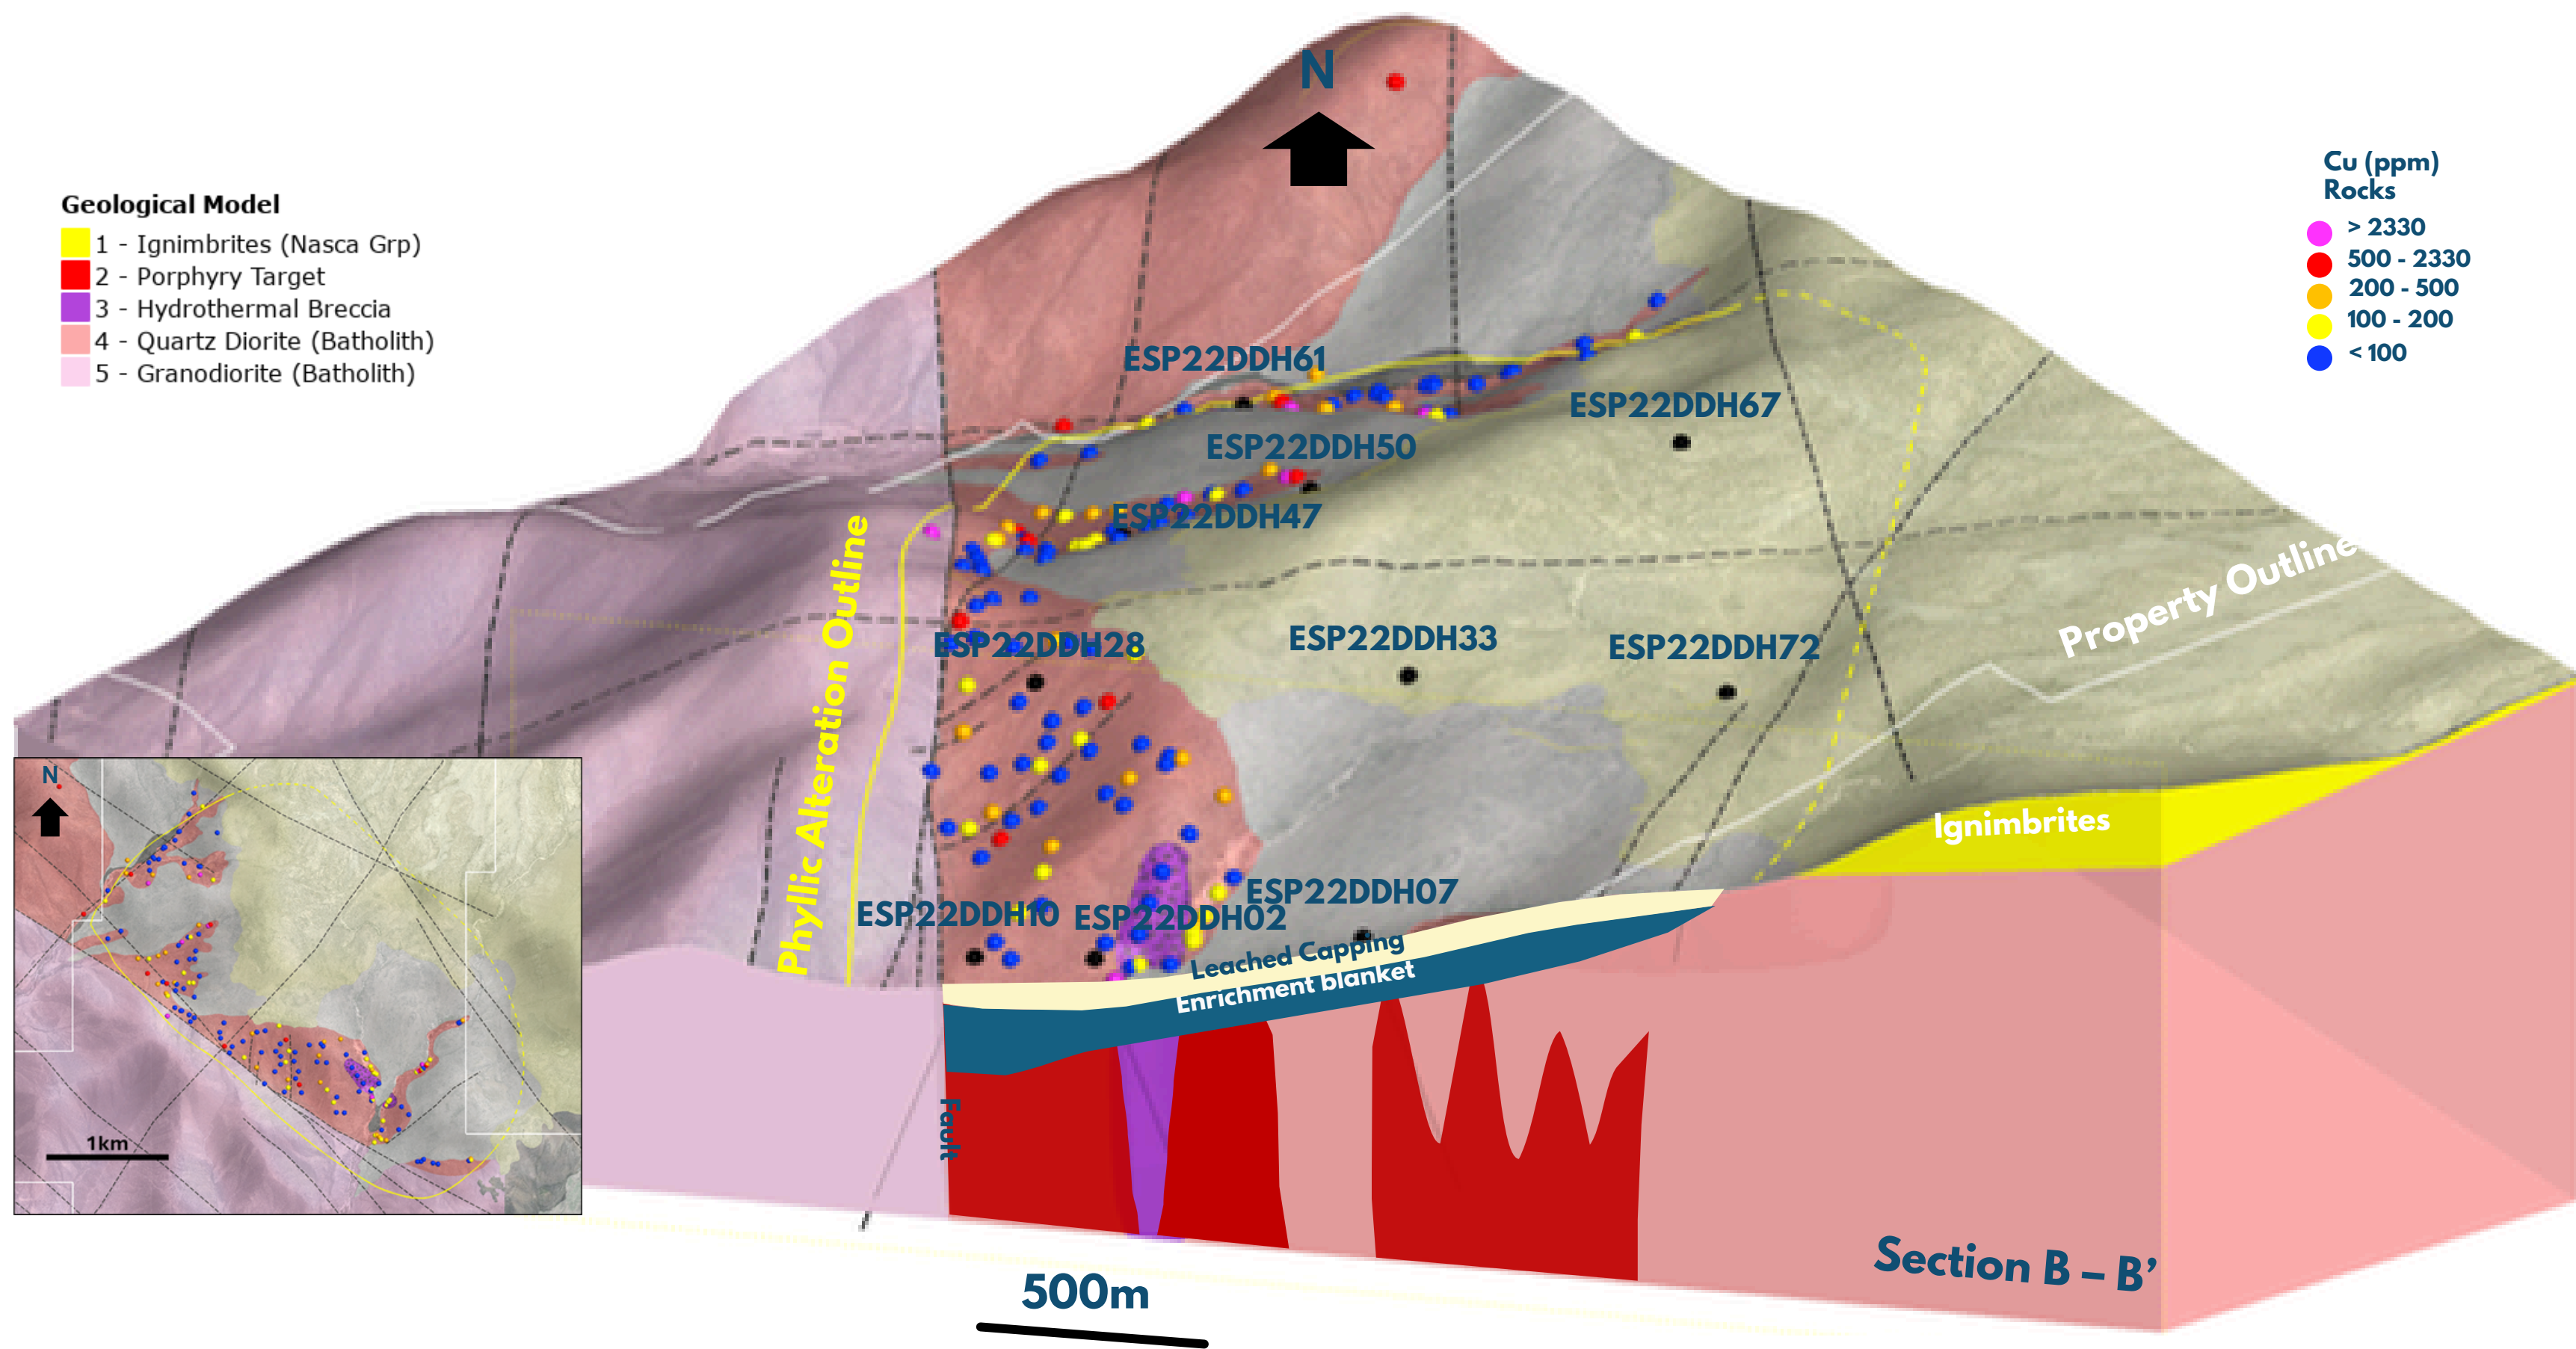 N
Geological Model
1 - Ignimbrites (Nasca Grp)
2 - Porphyry Target
3 - Hydrothermal Breccia
4 - Quartz Diorite (Batholith)
5 - Granodiorite (Batholith)
Cu (ppm)
Rocks
> 2330
500 - 2330
200 - 500
100 - 200
< 100
ESP22DDH61
ESP22DDH67
ESP22DDH50
ESP22DDH47
Phyllic Alteration Outline
Property Outline
ESP22DDH28
ESP22DDH33
ESP22DDH72
N
1km
Ignimbrites
ESP22DDH07
ESP22DDH10
ESP22DDH02
Leached Capping
Enrichment blanket
Fault
Section B – B’
500m